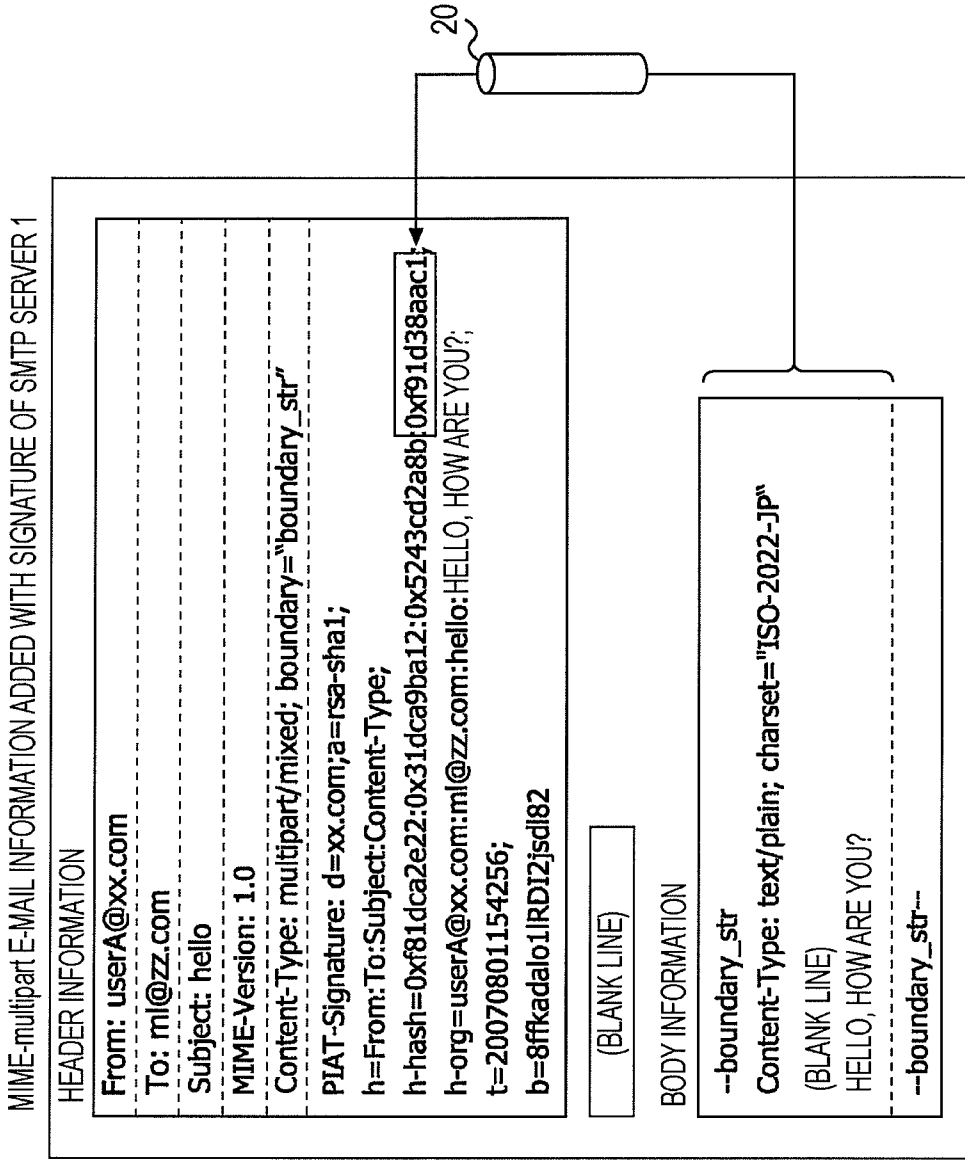 MIME-multipart E-MAIL INFORMATION ADDED WITH SIGNATURE OF SMTP SERVER 1
HEADER INFORMATION
From: userA@xx.com
To: ml@zz.com
Subject: hello
MIME-Version: 1.0
Content-Type: multipart/mixed; boundary=“boundary_str”
PIAT-Signature: d=xx.com;a=rsa-sha1;
h=From:To:Subject:Content-Type;
h-hash=0xf81dca2e22:0x31dca9ba12:0x5243cd2a8b:0xf91d38aac1;
h-org=userA@xx.com:ml@zz.com:hello:HELLO, HOW ARE YOU?;
t=20070801154256;
b=8ffkadalo1lRDI2jsdl82
(BLANK LINE)
BODY INFORMATION
--boundary_str
Content-Type: text/plain; charset="ISO-2022-JP“
(BLANK LINE)
HELLO, HOW ARE YOU?
--boundary_str--
20